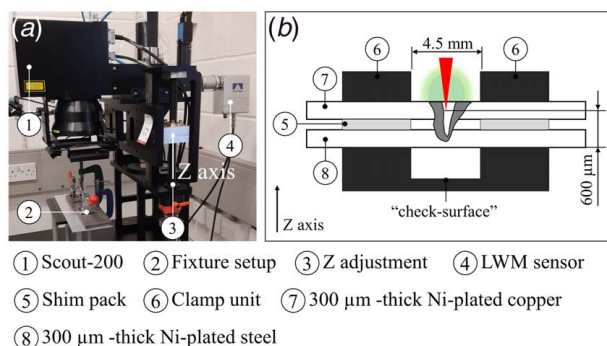 (a)
1
2
3
4
Z axis
(b)
6
4.5 mm
6
7
5
8
600 µm
Z axis
“check-surface”
1 Scout-200 2 Fixture setup 3 Z adjustment 4 LWM sensor
5 Shim pack 6 Clamp unit 7 300 µm -thick Ni-plated copper
8 300 µm -thick Ni-plated steel